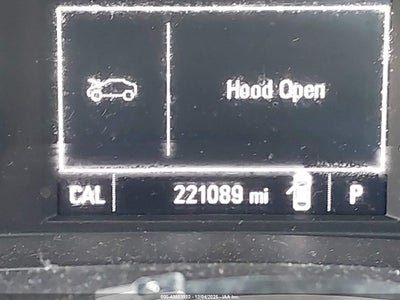 Hood Open
CAL 221089 mi P